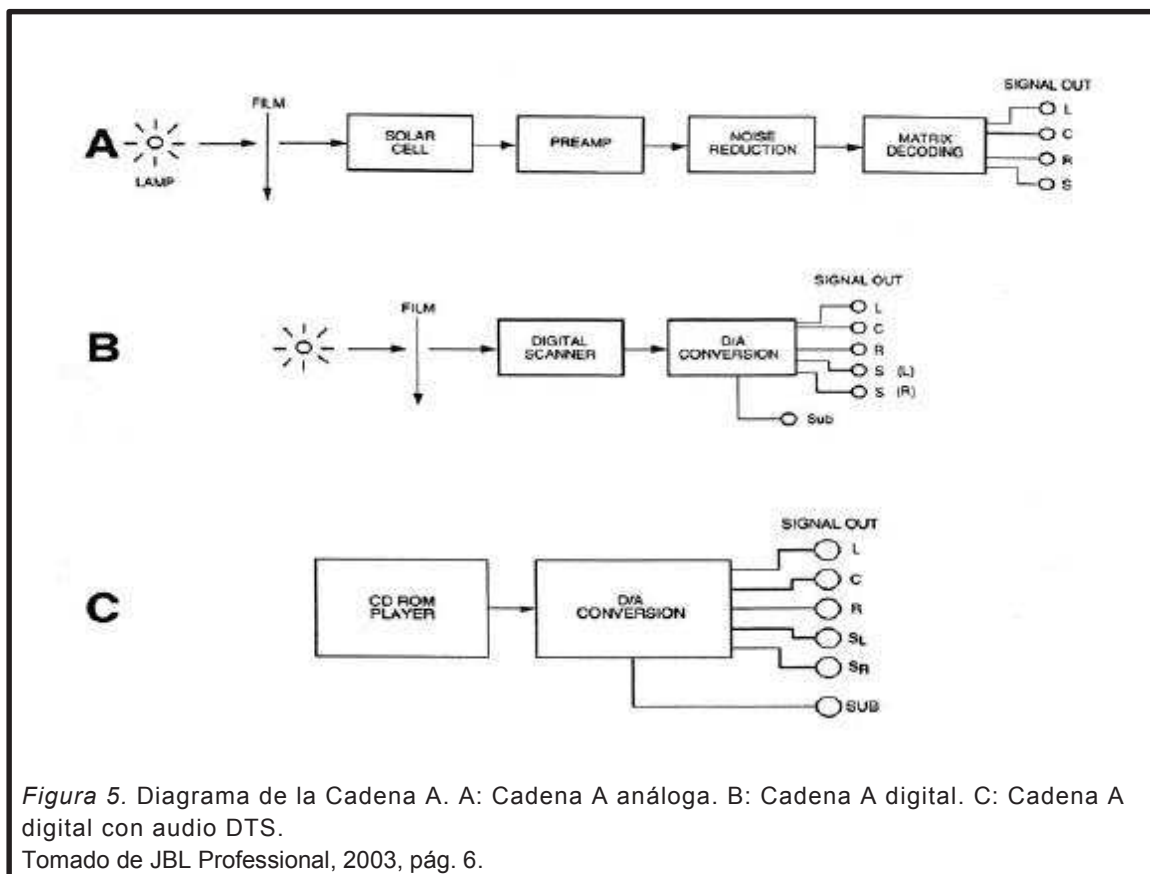 SIGNAL OUT
FILM
L
A
SOLAR CELL
PREAMP
NOISE REDUCTION
MATRIX DECODING
C
R
S
LAMP
SIGNAL OUT
FILM
L
B
DIGITAL SCANNER
D/A CONVERSION
C
R
S (L)
S (R)
Sub
SIGNAL OUT
L
C
CD ROM PLAYER
D/A CONVERSION
C
R
SL
SR
SUB
Figura 5. Diagrama de la Cadena A. A: Cadena A análoga. B: Cadena A digital. C: Cadena A
digital con audio DTS.
Tomado de JBL Professional, 2003, pág. 6.